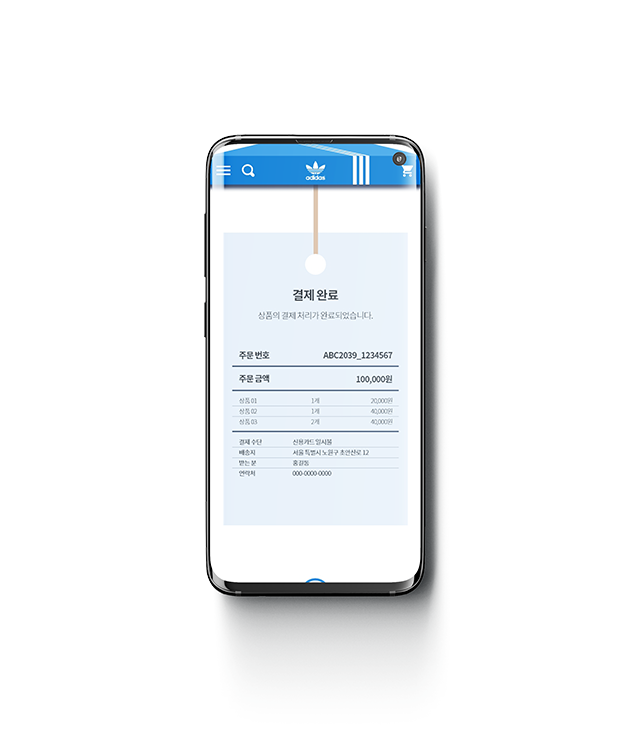 adidas
결제 완료
상품의 결제 처리가 완료되었습니다.
주문 번호 ABC2039_1234567
주문 금액 100,000원
상품 01 1개 20,000원
상품 02 1개 40,000원
상품 03 2개 40,000원
결제 수단 신용카드 일시불
배송지 서울 특별시 노원구 초안산로 12
받는 분 홍길동
연락처 000-0000-0000